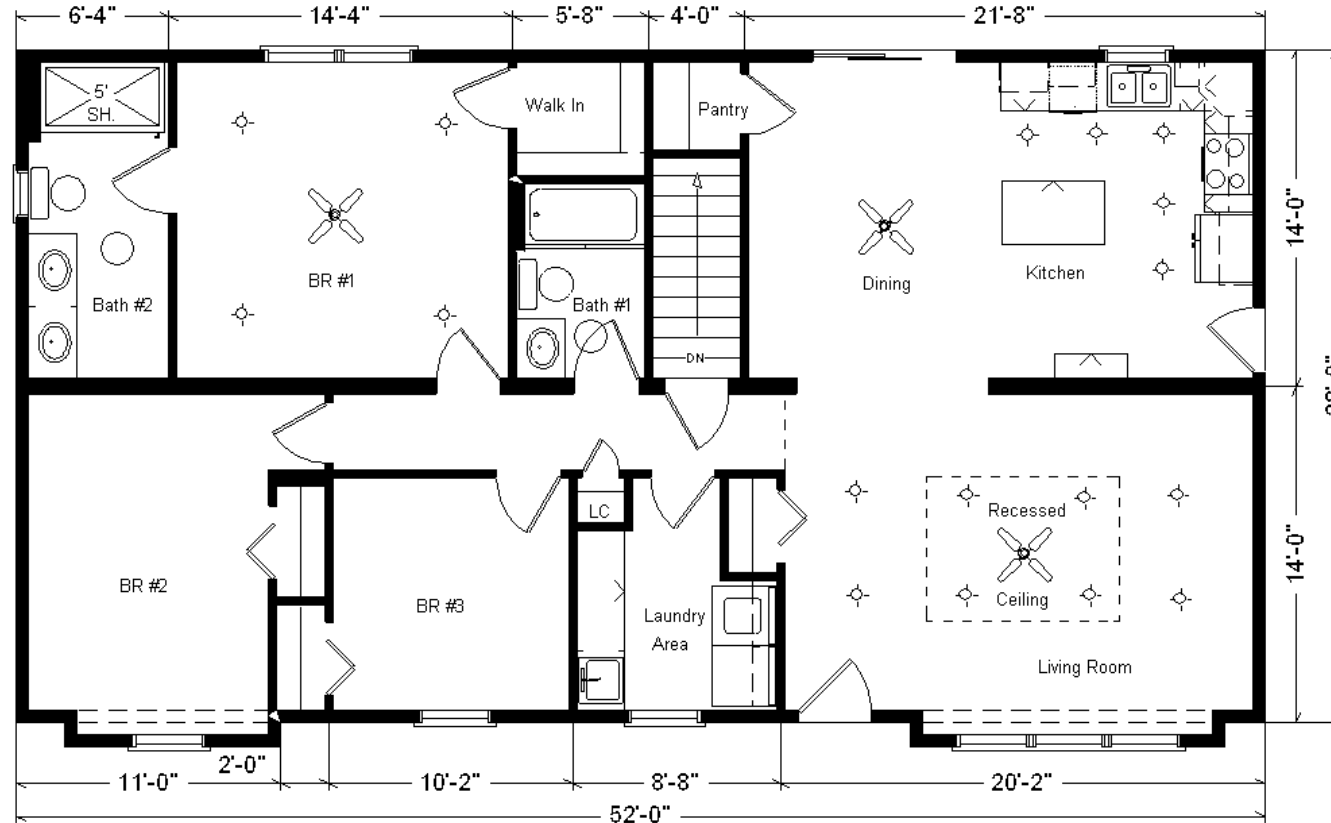 6'-4" 14'-4" 5'-8" 4'-0" 21'-8"
5'
SH.
Walk In
Pantry
14'-0"
BR #1
Dining
Kitchen
Bath #2
Bath #1
DN
Recessed
LC
14'-0"
BR #2
BR #3
Ceiling
Laundry
Area
Living Room
2'-0"
11'-0" 10'-2" 8'-8" 20'-2"
52'-0"